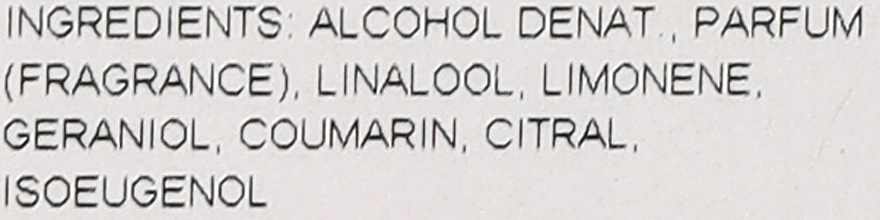 INGREDIENTS: ALCOHOL DENAT., PARFUM
(FRAGRANCE), LINALOOL, LIMONENE,
GERANIOL, COUMARIN, CITRAL,
ISOEUGENOL